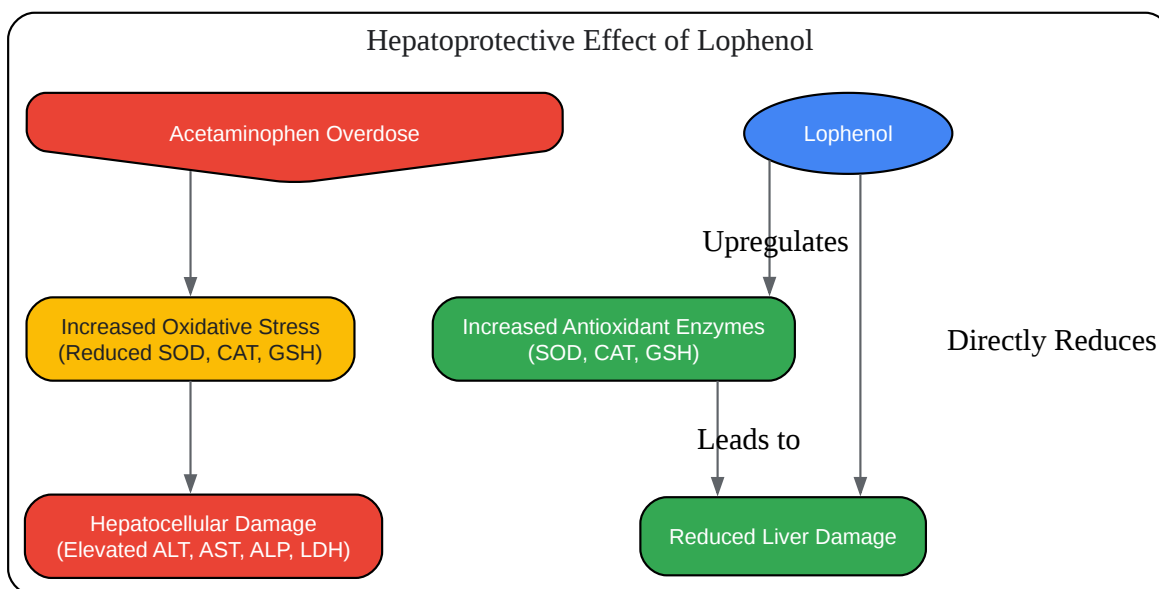 Hepatoprotective Effect of Lophenol
Acetaminophen Overdose
Lophenol
Upregulates
Increased Oxidative Stress
(Reduced SOD, CAT, GSH)
Increased Antioxidant Enzymes
(SOD, CAT, GSH)
Directly Reduces
Leads to
Hepatocellular Damage
(Elevated ALT, AST, ALP, LDH)
Reduced Liver Damage